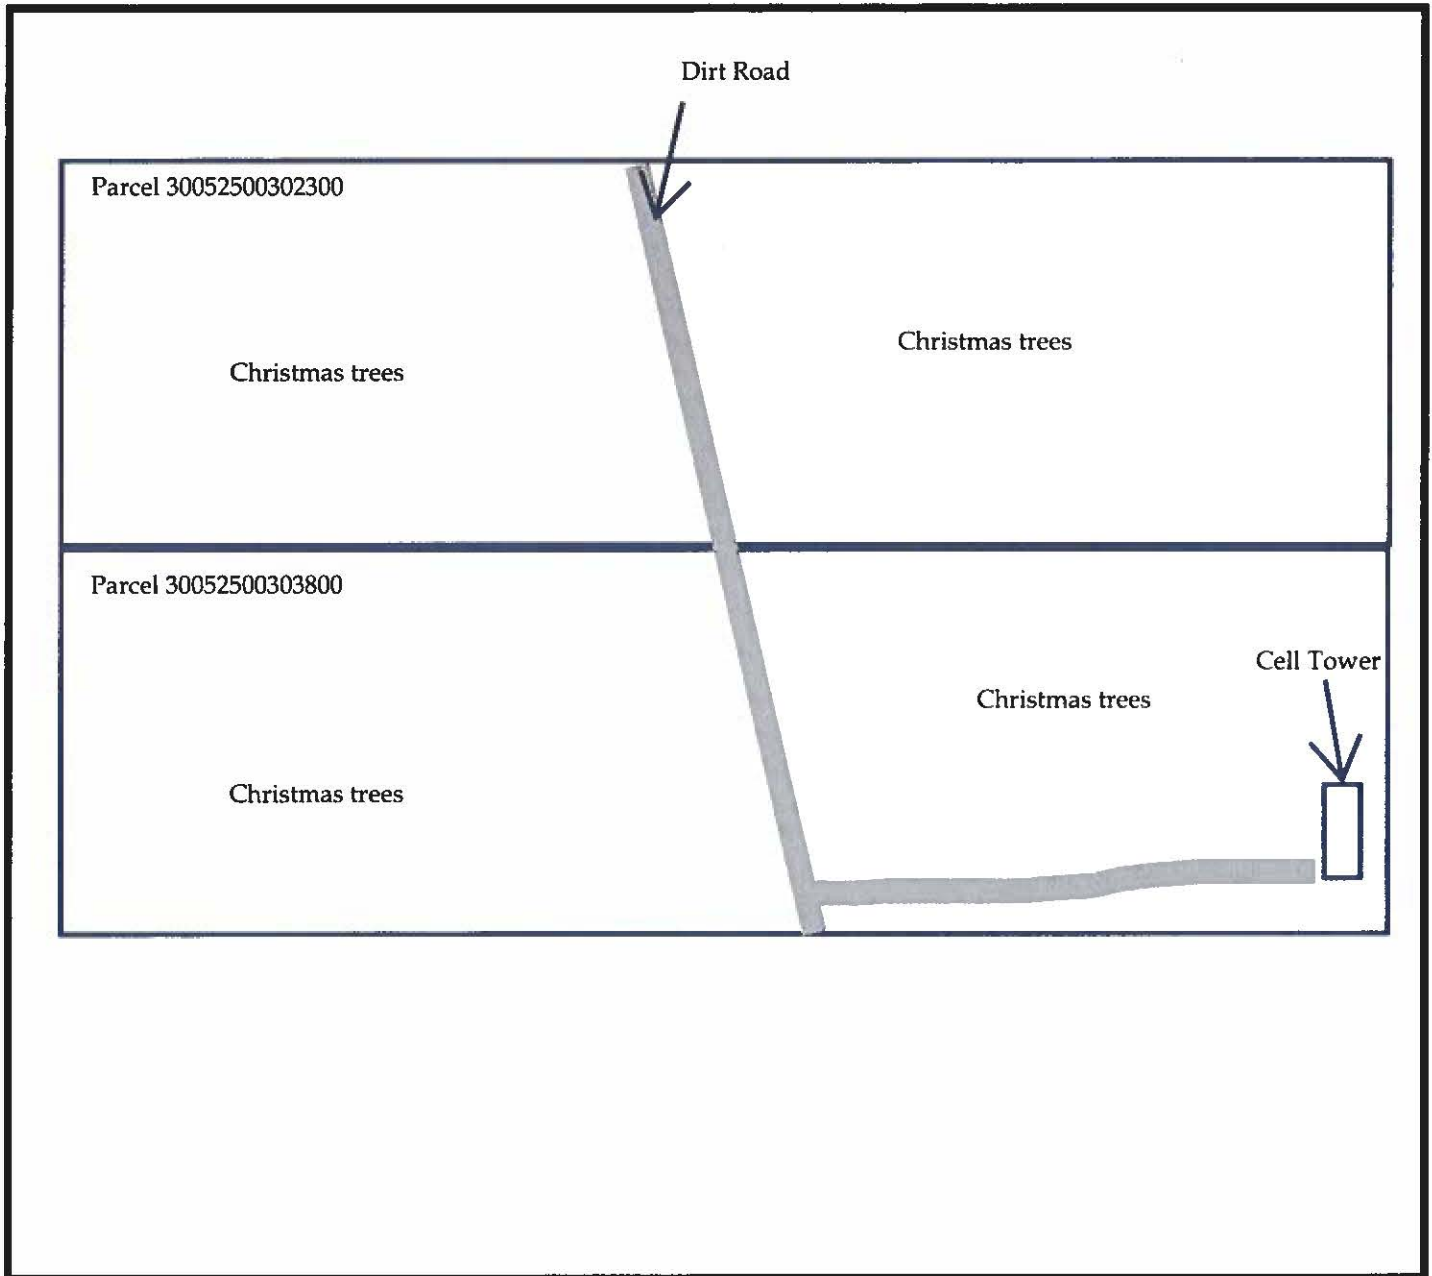 Dirt Road
Parcel 30052500302300
Christmas trees
Christmas trees
Parcel 30052500303800
Cell Tower
Christmas trees
Christmas trees